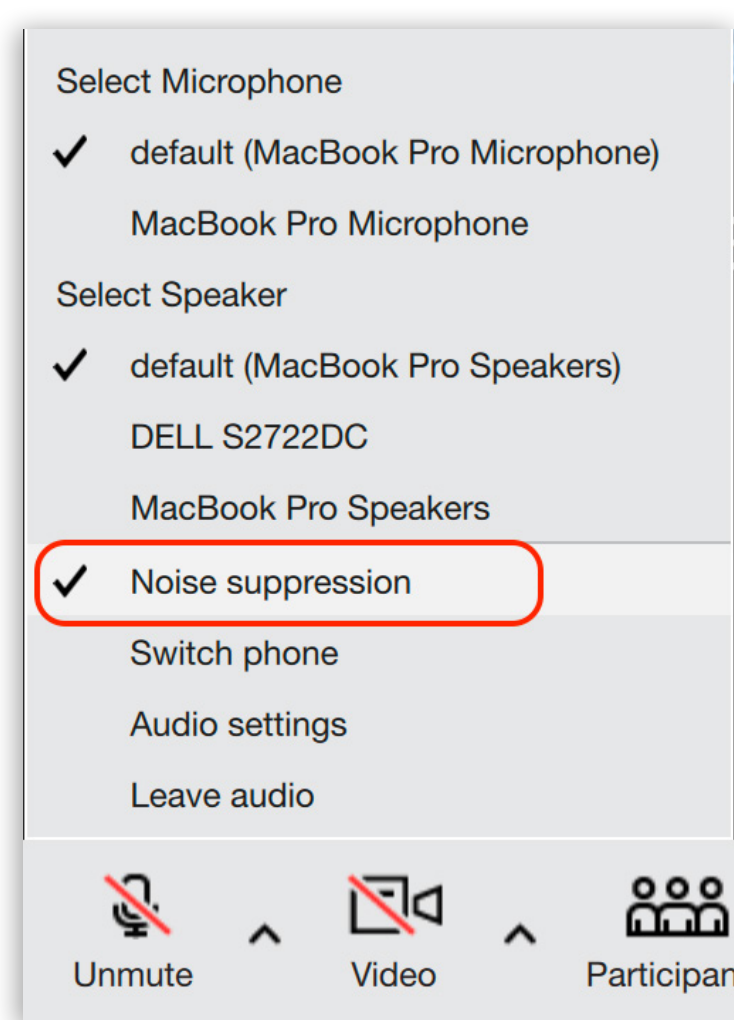 Select Microphone
default (MacBook Pro Microphone)
MacBook Pro Microphone
Select Speaker
default (MacBook Pro Speakers)
DELL S2722DC
MacBook Pro Speakers
Noise suppression
Switch phone
Audio settings
Leave audio
Unmute Video Participan